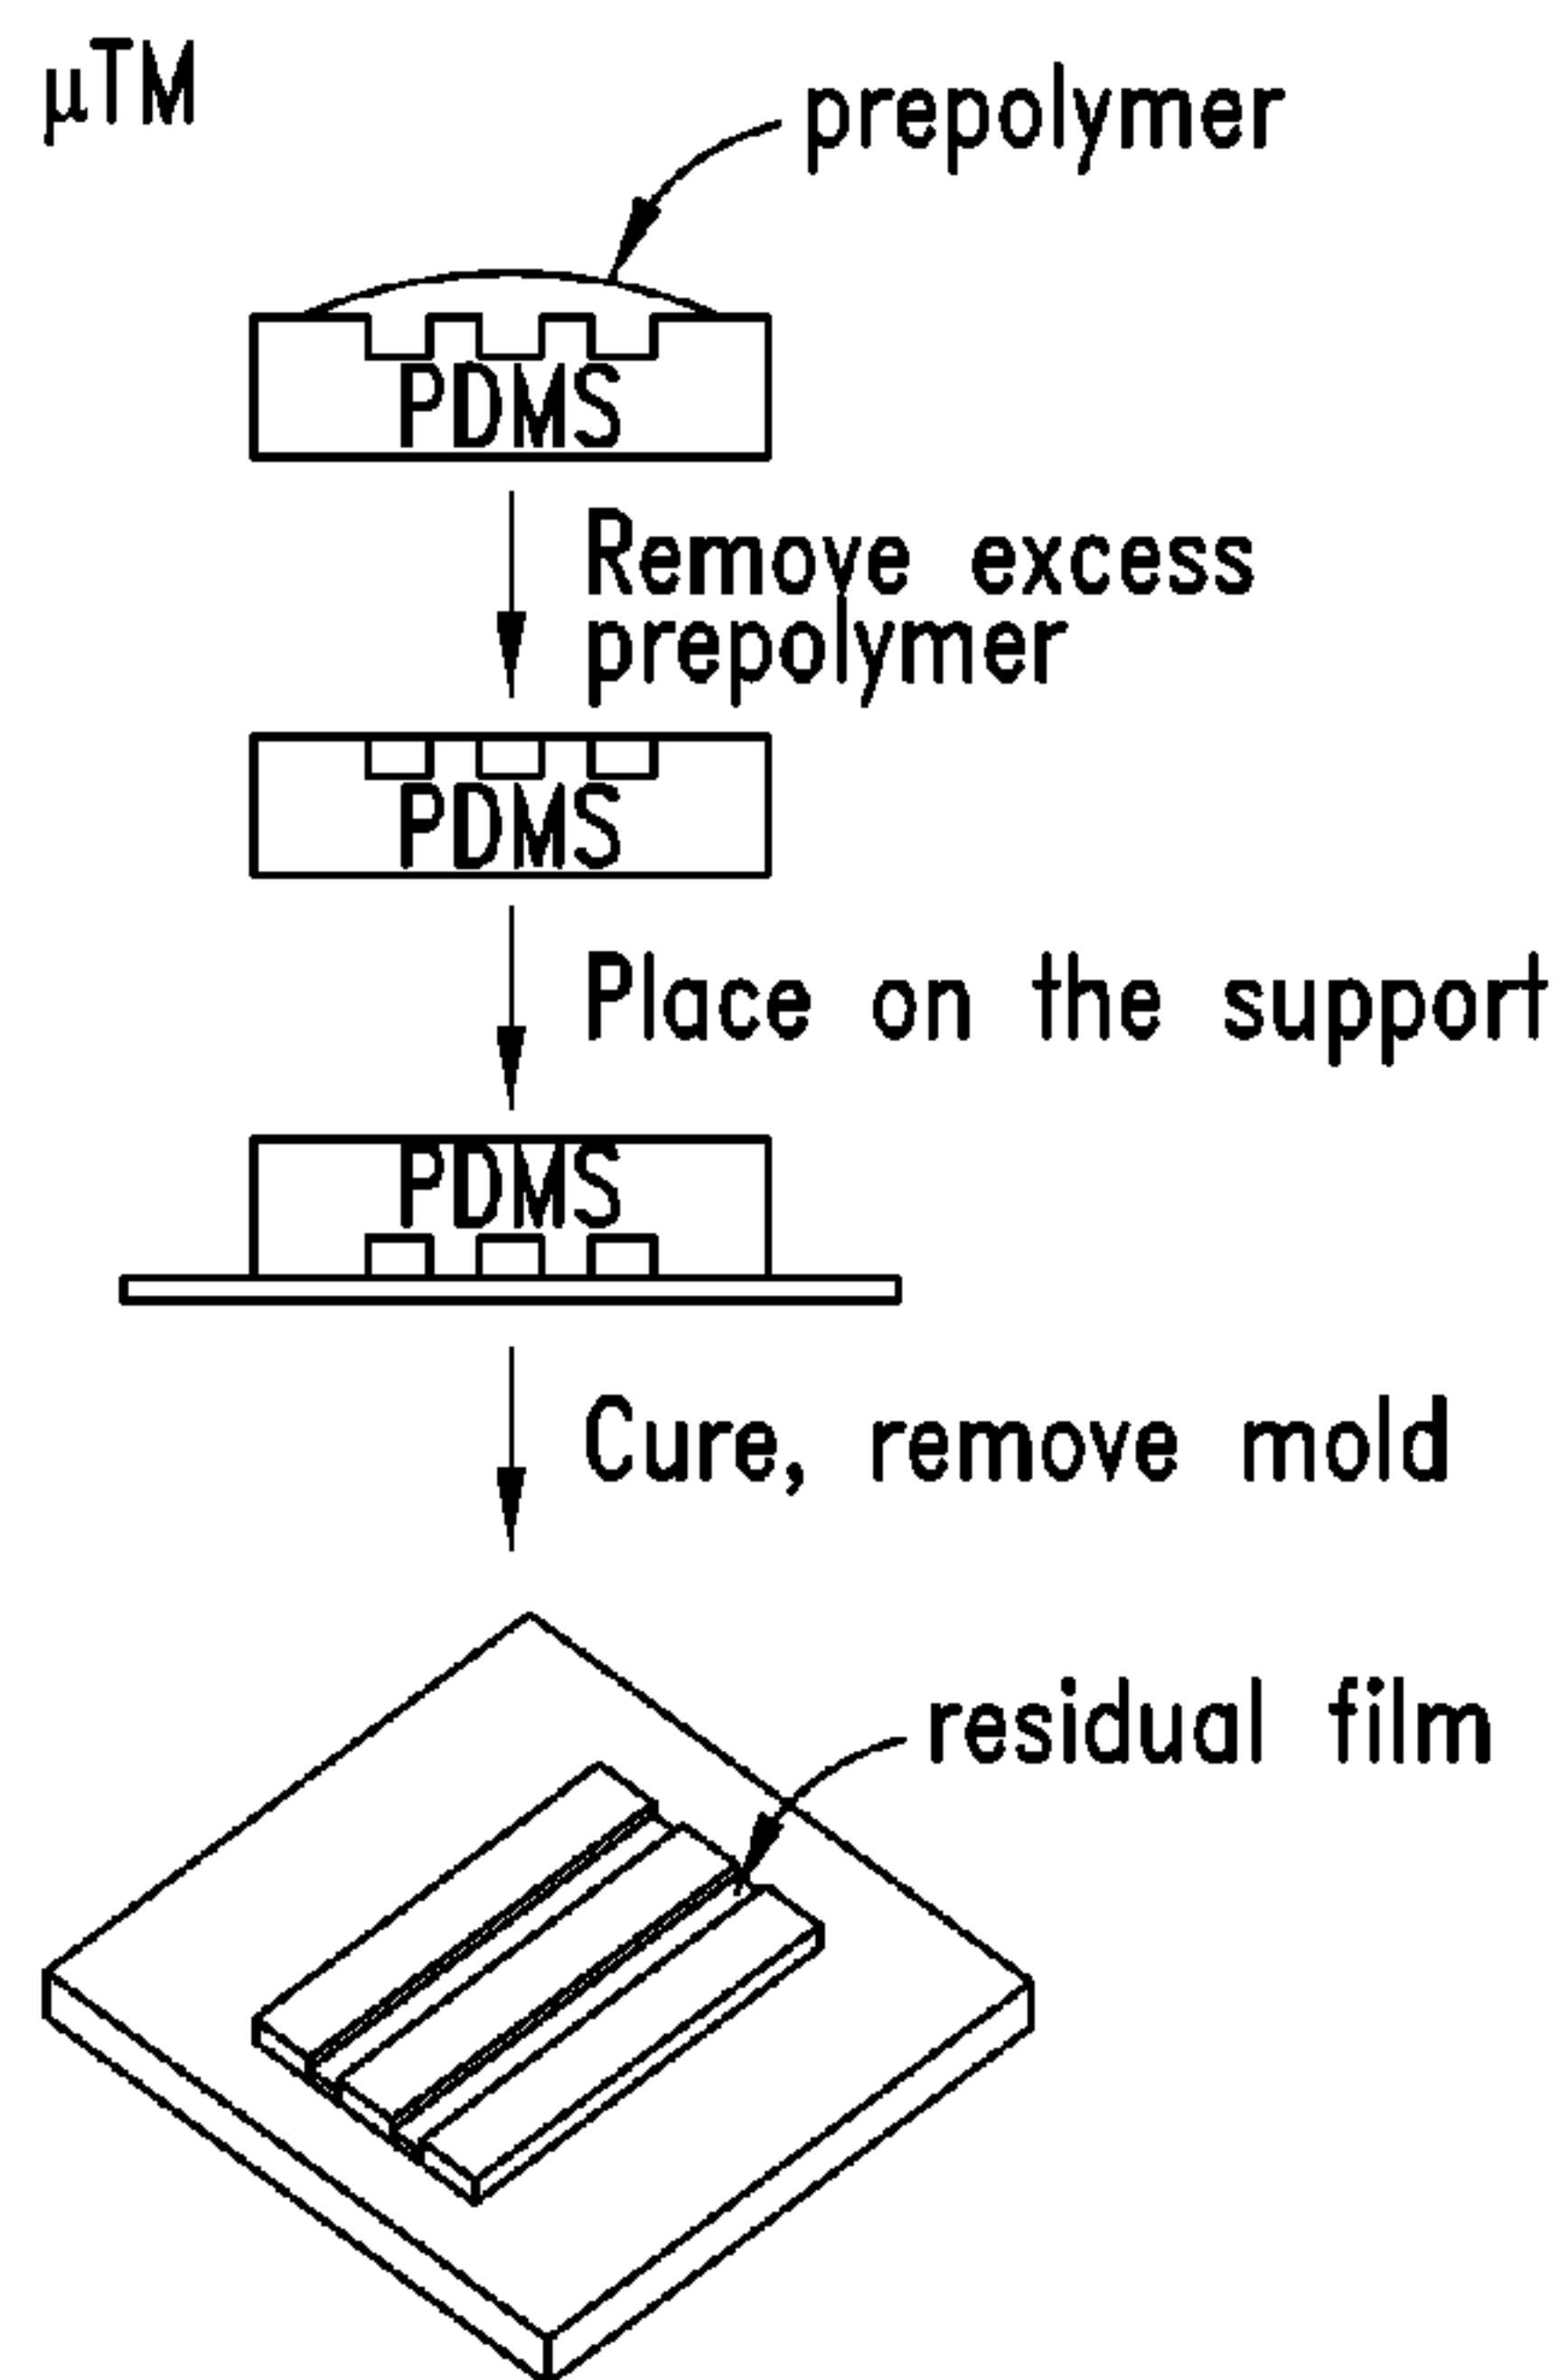 μTM
prepolymer
PDMS
Remove excess
prepolymer
PDMS
Place on the support
PDMS
Cure, remove mold
residual film